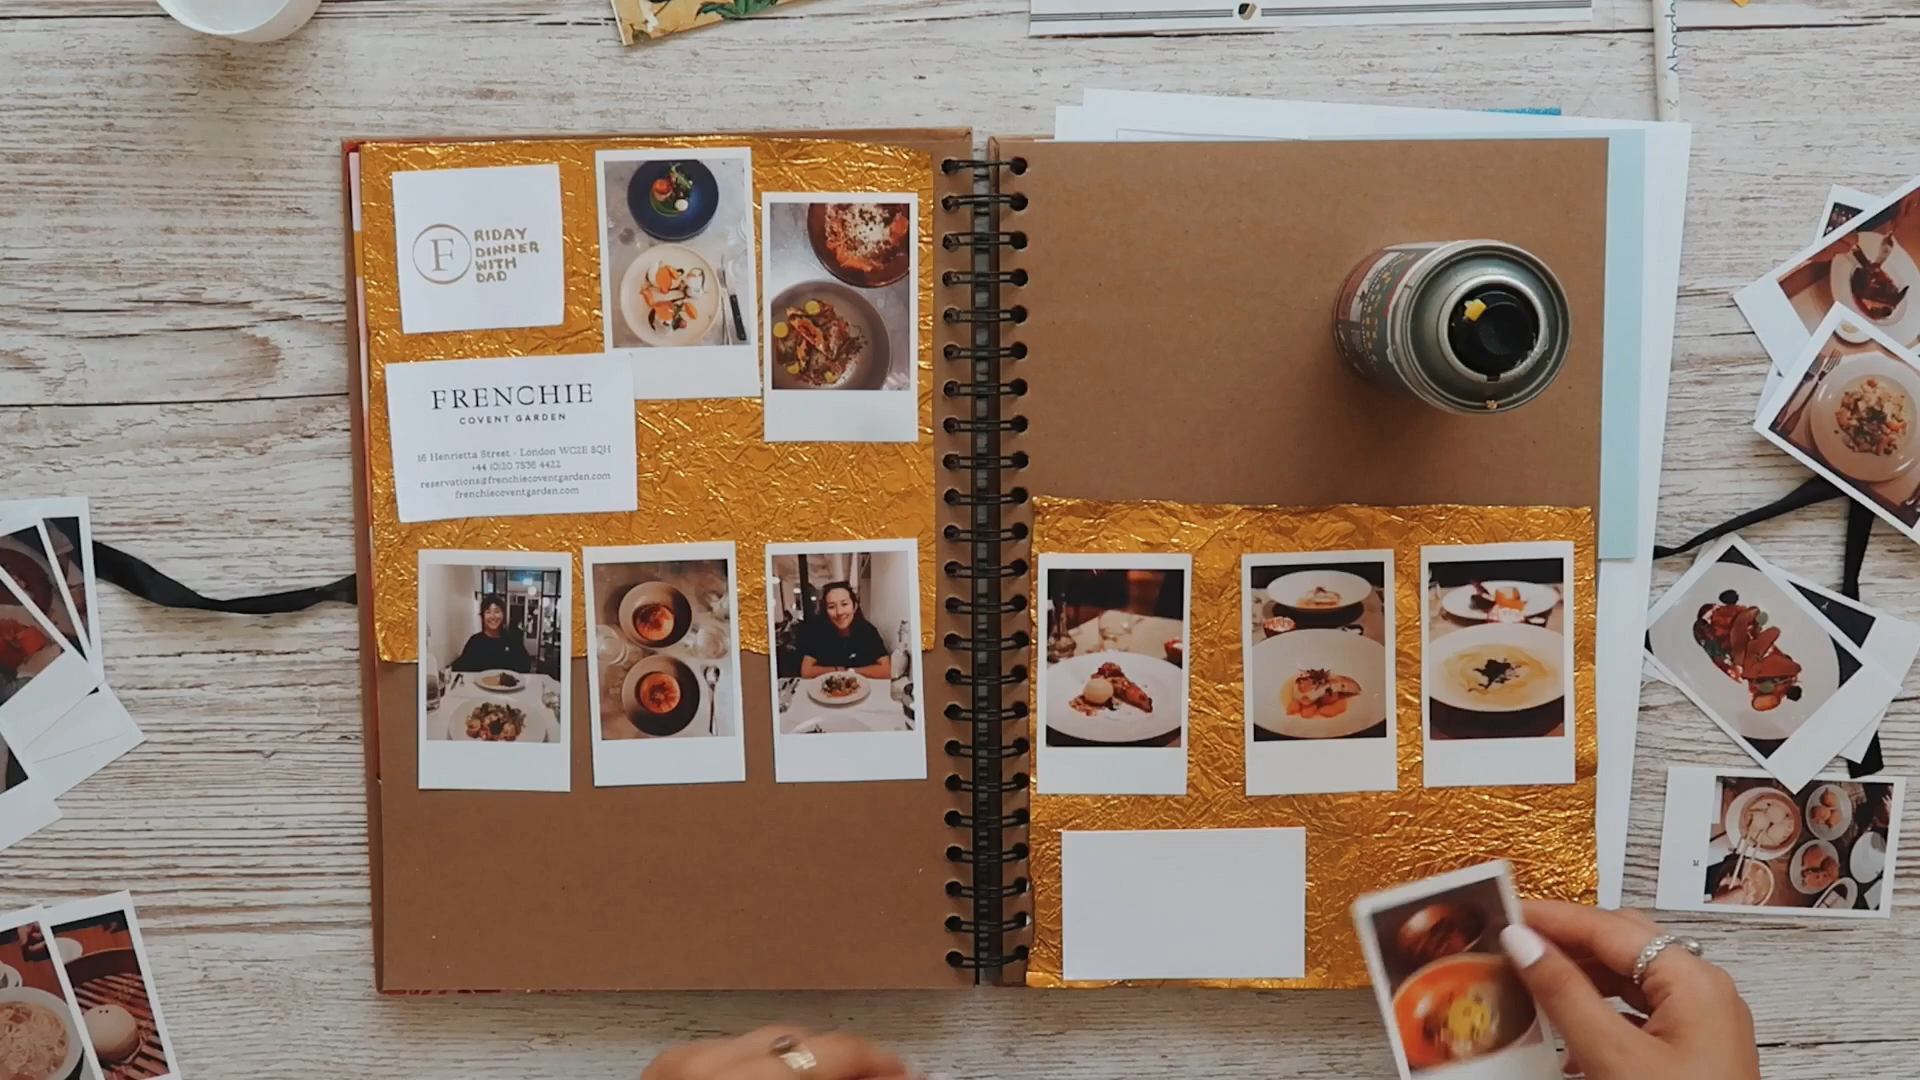 F RIDAY
DINNER
WITH
DAD
FRENCHIE
COVENT GARDEN
16 Henrietta Street · London WC2E 8QH
+44 (0)20 7836 4422
reservations@frenchiecoventgarden.com
frenchiecoventgarden.com